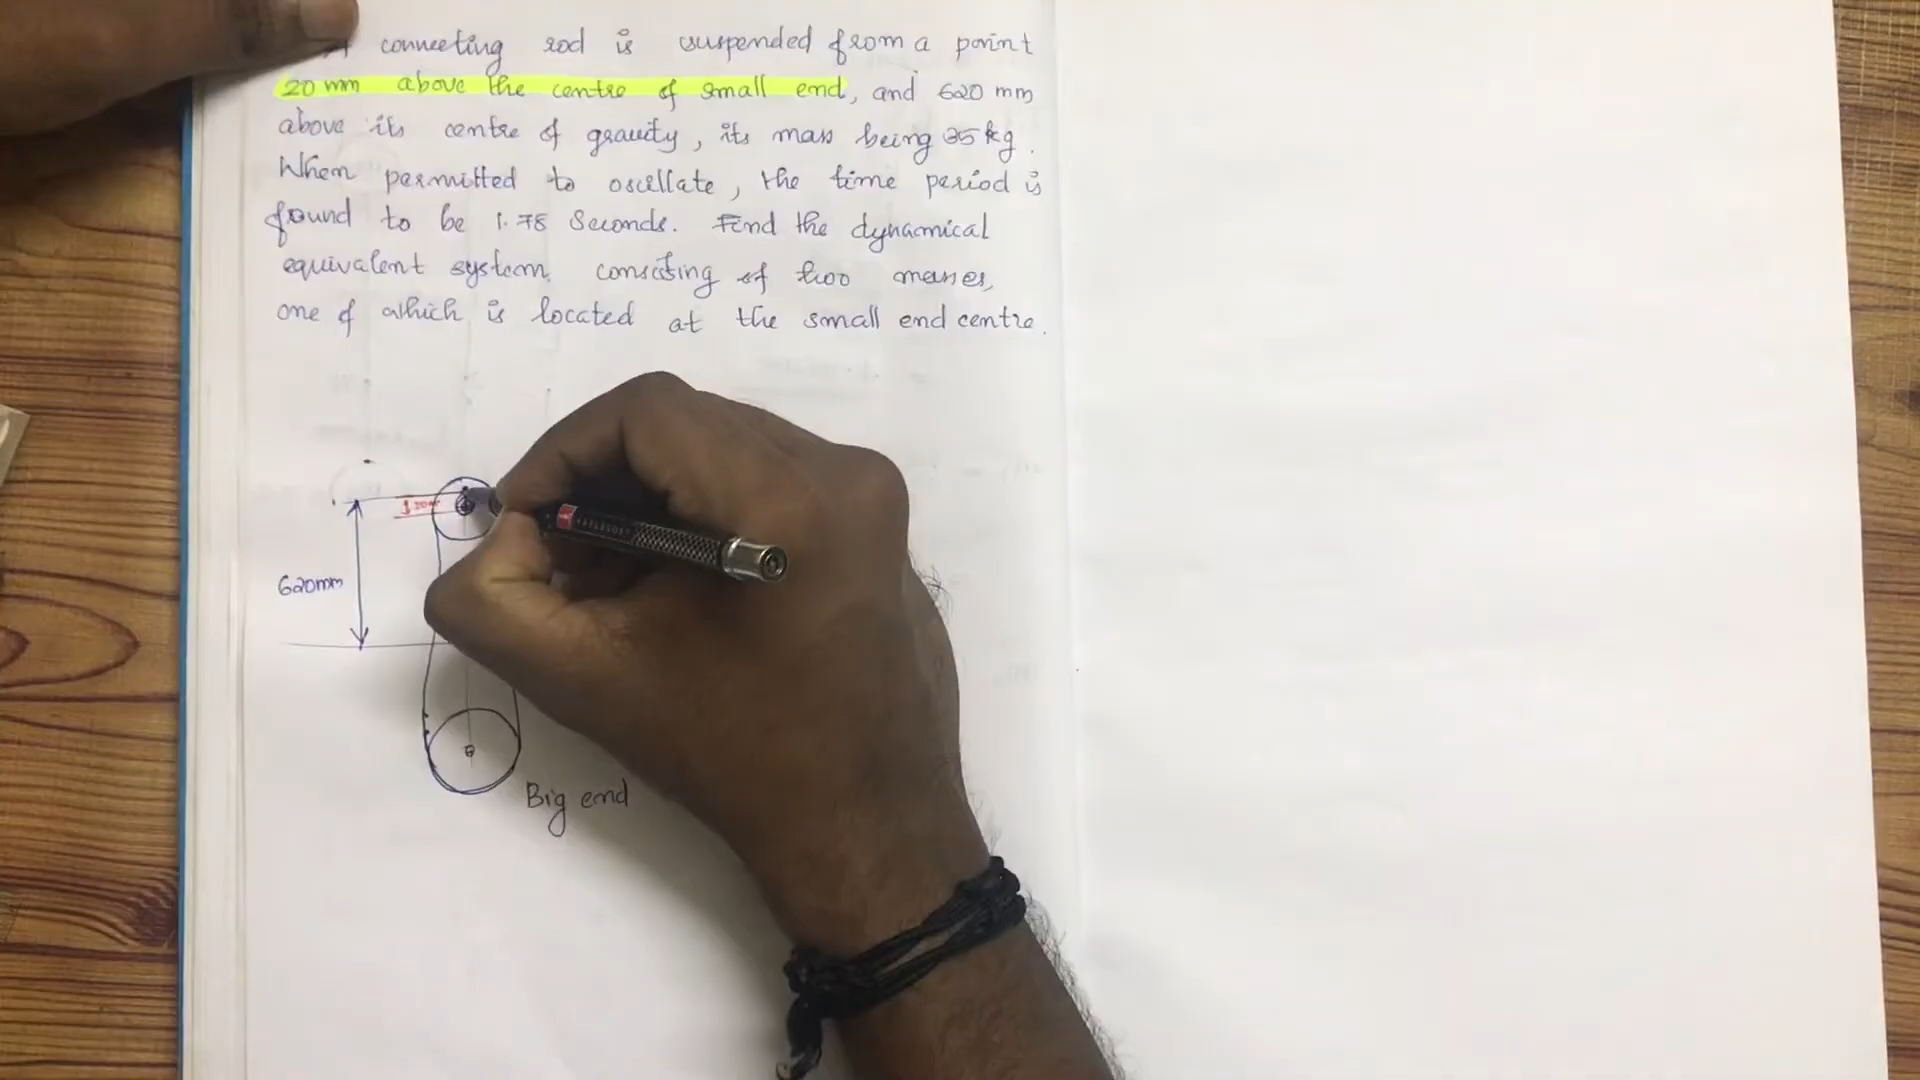 connecting rod is suspended from a point
20 mm above the centre of small end, and 620 mm
above its centre of gravity, its mass being 35 kg.
When permitted to oscillate, the time period is
found to be 1.78 Seconds. Find the dynamical
equivalent system consisting of two masses,
one of which is located at the small end centre.
620mm
Big end